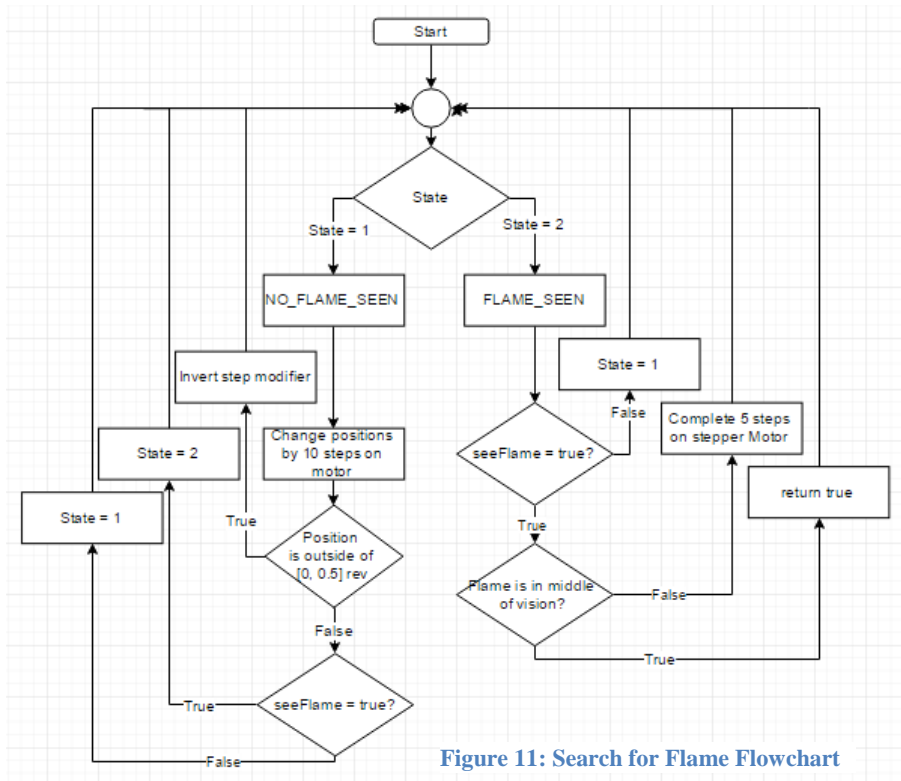 Start
State
State = 1
State = 2
NO_FLAME_SEEN
FLAME_SEEN
Invert step modifier
State = 1
Change positions
by 10 steps on
motor
False
Complete 5 steps
on stepper Motor
State = 2
seeFlame = true?
State = 1
return true
True
Position
is outside of
[0, 0.5] rev
True
Flame is in middle
of vision?
False
False
True
True
seeFlame = true?
False
Figure 11: Search for Flame Flowchart